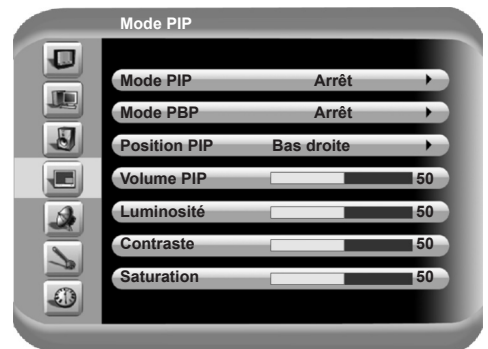 Mode PIP
Mode PIP Arrêt
Mode PBP Arrêt
Position PIP Bas droite
Volume PIP 50
Luminosité 50
Contraste 50
Saturation 50